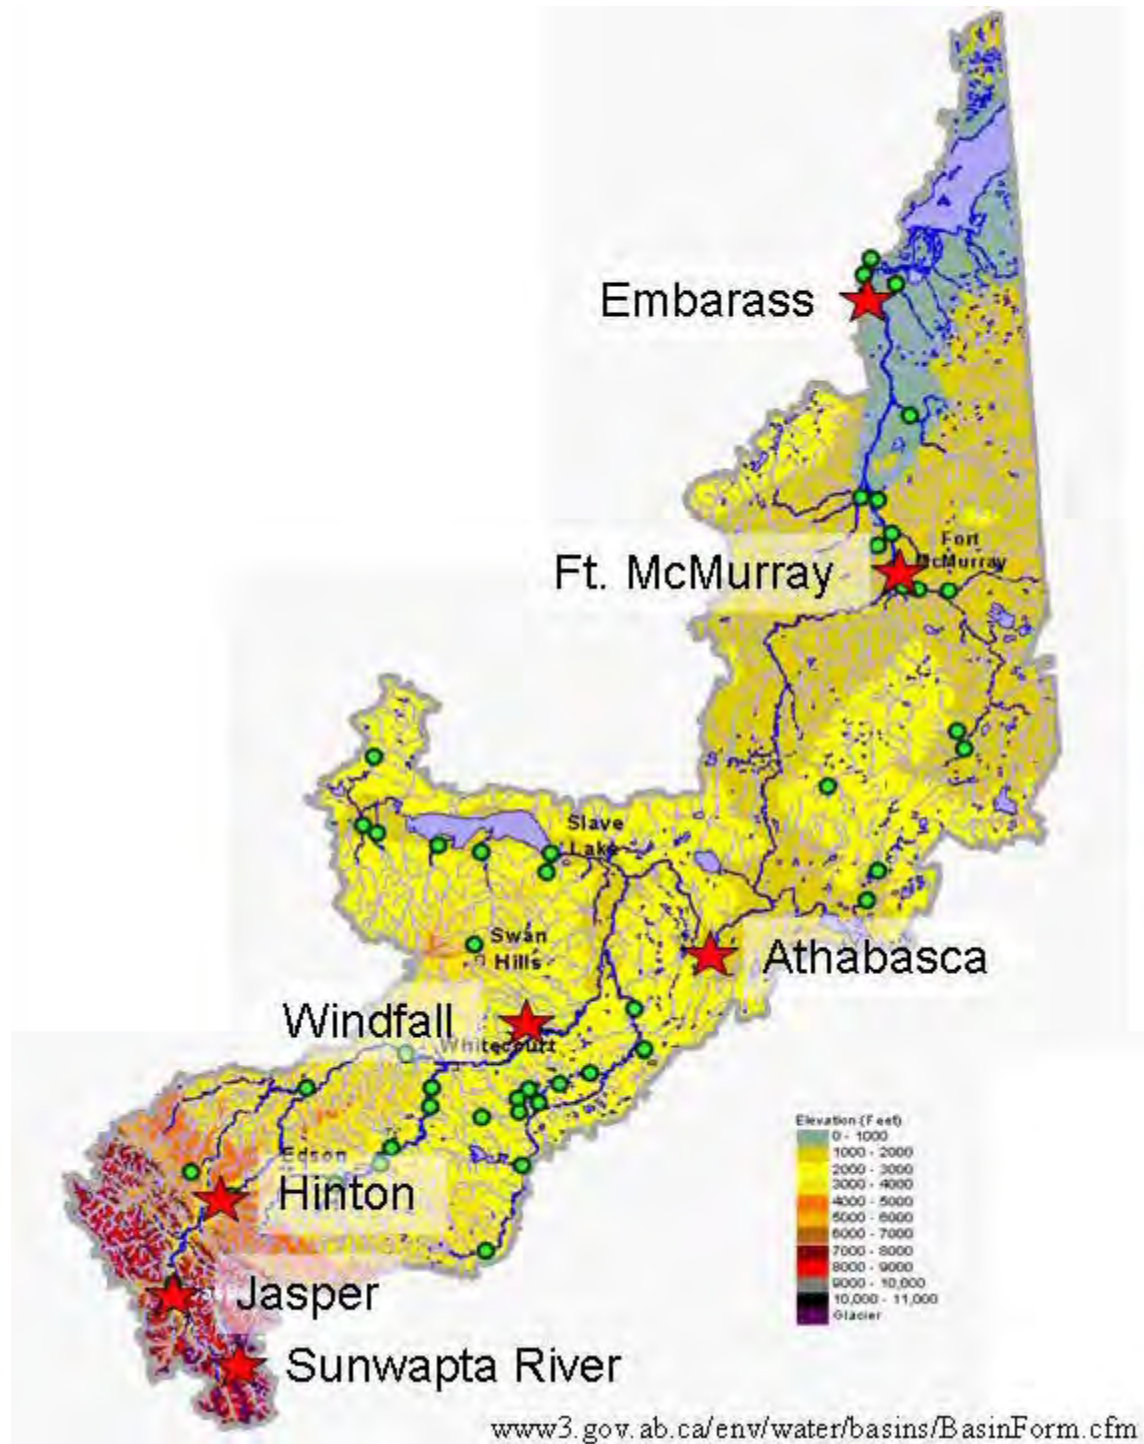 Embarass
Fort
McMurray
Ft. McMurray
Slave
Lake
Swan
Hills
Athabasca
Windfall
Whitecourt
Elevation (Feet)
0 - 1000
1000 - 2000
2000 - 3000
3000 - 4000
4000 - 5000
5000 - 6000
6000 - 7000
7000 - 8000
8000 - 9000
9000 - 10,000
10,000 - 11,000
Glacier
Edson
Hinton
Jasper
Sunwapta River
www3.gov.ab.ca/env/water/basins/BasinForm.cfm